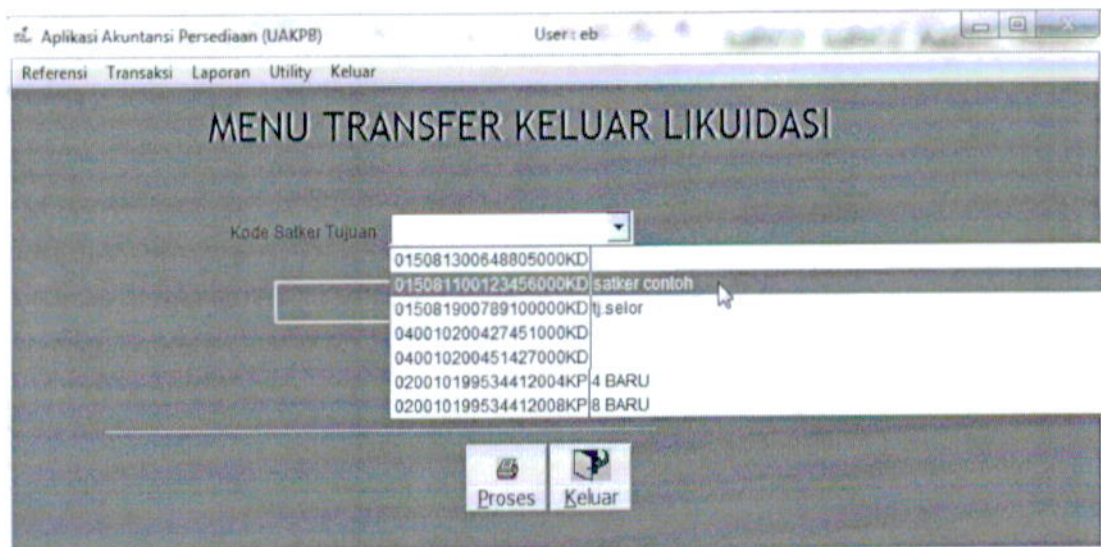 Aplikasi Akuntansi Persediaan (UAKPB) User : eb
Referensi Transaksi Laporan Utility Keluar
MENU TRANSFER KELUAR LIKUIDASI
Kode Satker Tujuan
015081300648805000KD
015081100123456000KD satker contoh
015081900789100000KD tj.selor
040010200427451000KD
040010200451427000KD
020010199534412004KP 4 BARU
020010199534412008KP 8 BARU
Proses Keluar